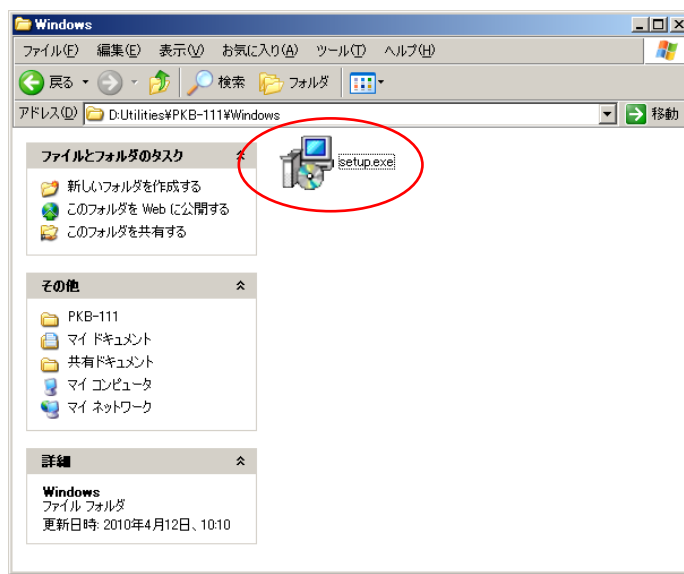 Windows
ファイル(F) 編集(E) 表示(V) お気に入り(A) ツール(T) ヘルプ(H)
戻る 検索 フォルダ
アドレス(D) D:Utilities¥PKB-111¥Windows 移動
ファイルとフォルダのタスク
新しいフォルダを作成する
このフォルダを Web に公開する
このフォルダを共有する
setup.exe
その他
PKB-111
マイ ドキュメント
共有ドキュメント
マイ コンピュータ
マイ ネットワーク
詳細
Windows
ファイル フォルダ
更新日時: 2010年4月12日、10:10